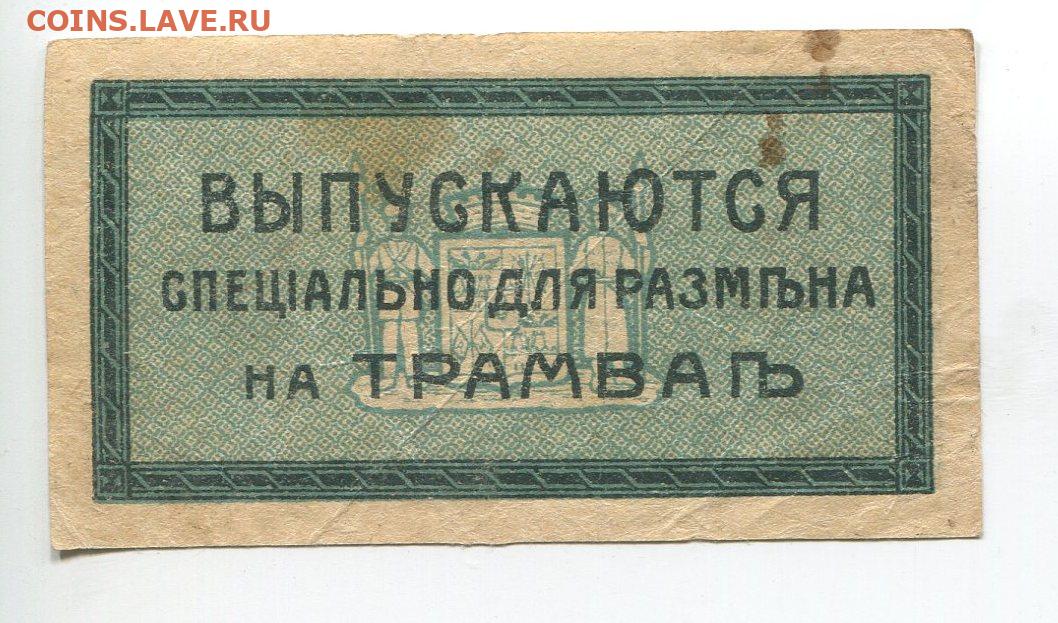 COINS.LAVE.RU
ВЫПУСКАЮТСЯ
СПЕЦІАЛЬНО ДЛЯ РАЗМѢНА
НА ТРАМВАѢ